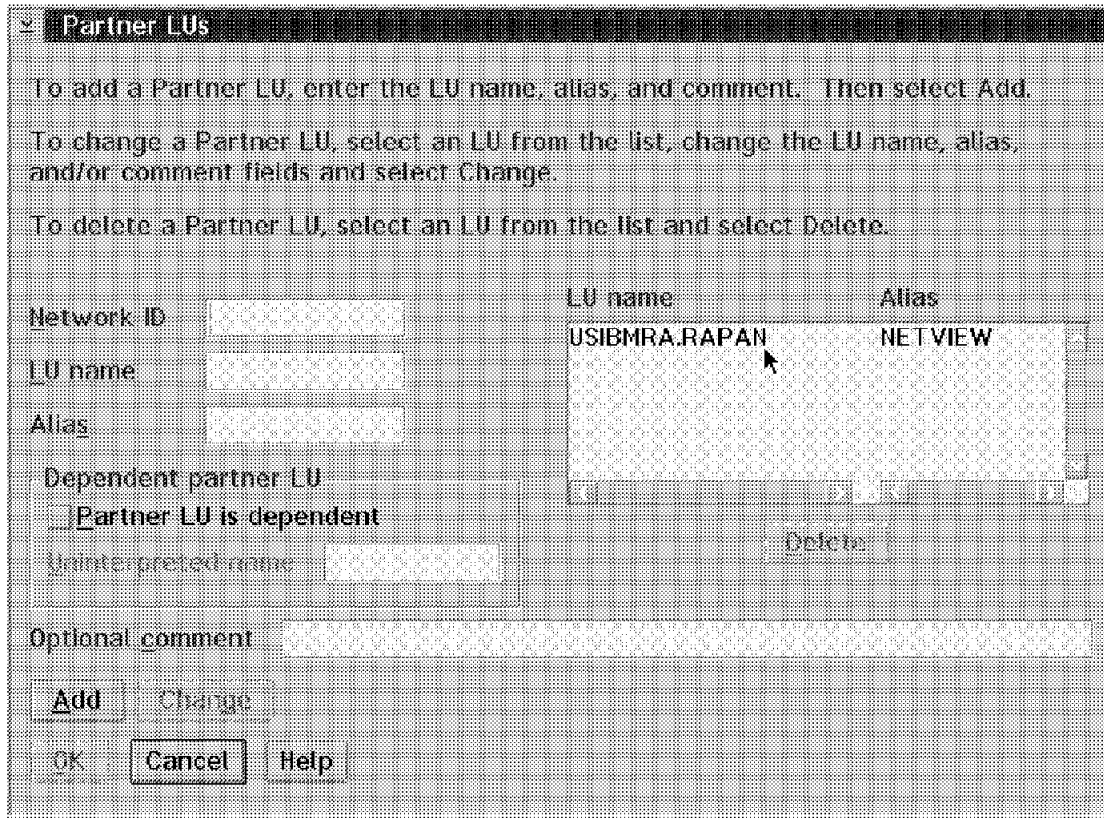 Partner LUs
To add a Partner LU, enter the LU name, alias, and comment. Then select Add.
To change a Partner LU, select an LU from the list, change the LU name, alias,
and/or comment fields and select Change.
To delete a Partner LU, select an LU from the list and select Delete.
LU name Alias
Network ID
USIBMRA.RAPAN NETVIEW
LU name
Alias
Dependent partner LU
Partner LU is dependent
Uninterpreted name
Delete
Optional comment
Add Change
OK Cancel Help